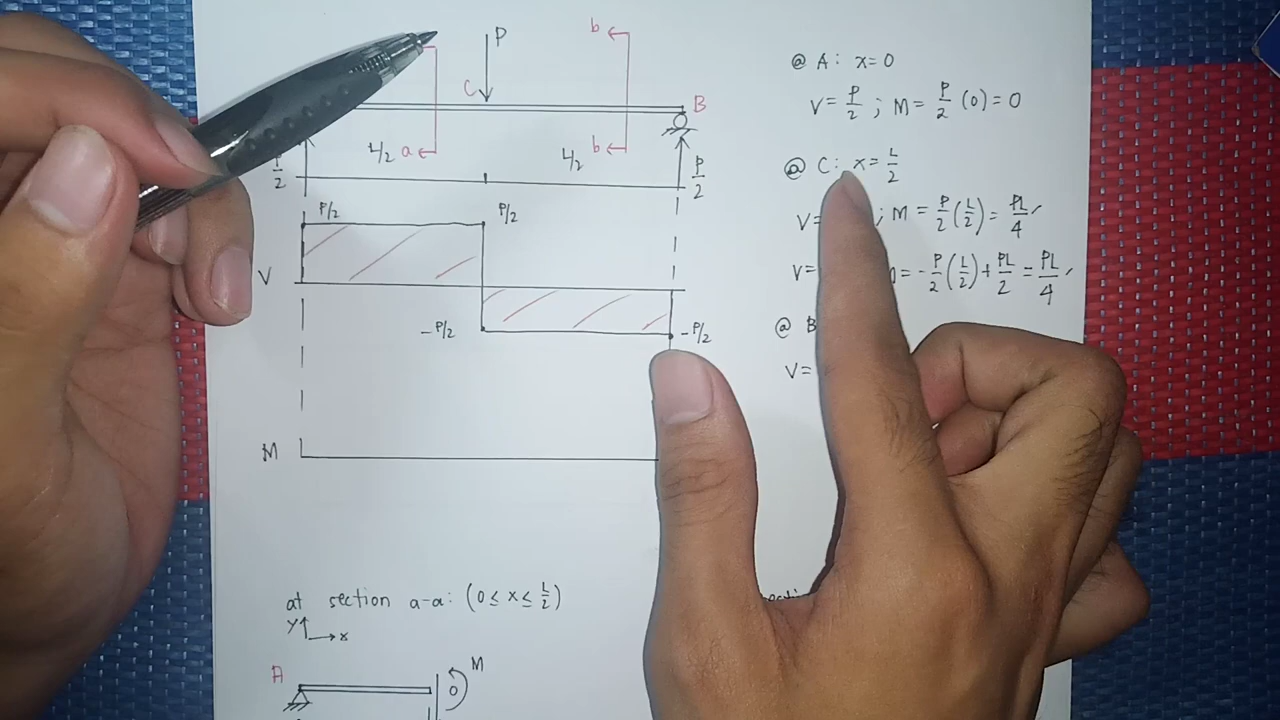 b
P
C
B
a
L/2
L/2
b
2
P/2
P/2
P/2
V
-P/2
-P/2
M
at section a-a: (0 ≤ x ≤ L/2)
y x
A
M
@ A: x=0
V= P/2 ; M = P/2 (0) = 0
@ C: x= L/2
V= ; M = P/2 (L/2) = PL/4
V= = -P/2 (L/2) + PL/2 = PL/4
@ B
V=